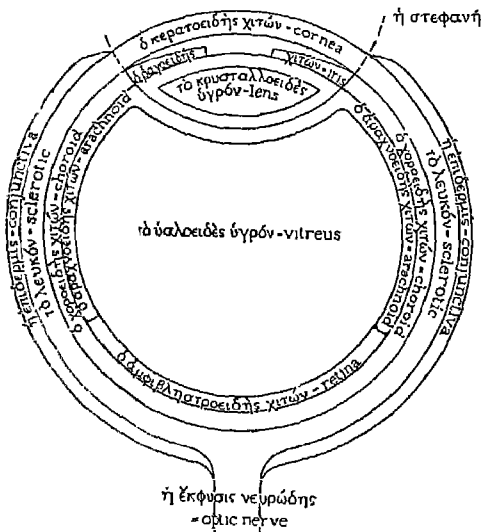 ἡ στεφανή
ὁ κερατοειδὴς χιτών-cornea
ὁ ῥαγοειδὴς
χιτών-iris
τὸ κρυσταλλοειδὲς
ὑγρόν-lens
ἡ ἐπιδερμίς-conjunctiva
τὸ λευκόν-sclerotic
ὁ χοροειδὴς χιτών-choroid
ὁ ἀραχνοειδὴς χιτών-arachnoid
τὸ ὑαλοειδὲς ὑγρόν-vitreus
ὁ ἀραχνοειδὴς χιτών-arachnoid
ὁ χοροειδὴς χιτών-choroid
τὸ λευκόν-sclerotic
ἡ ἐπιδερμίς-conjunctiva
ὁ ἀμφιβληστροειδὴς χιτών-retina
ἡ ἔκφυσις νευρώδης
=optic nerve